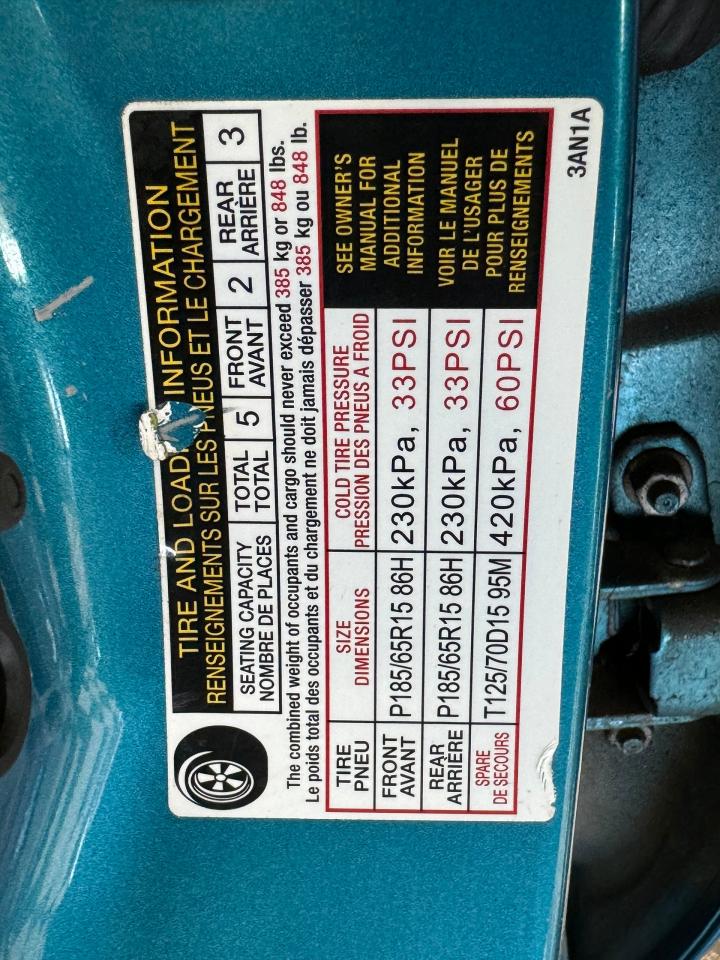 TIRE AND LOADI INFORMATION
RENSEIGNEMENTS SUR LES PNEUS ET LE CHARGEMENT
SEATING CAPACITY
NOMBRE DE PLACES
TOTAL
TOTAL
5
FRONT
AVANT
2
REAR
ARRIÈRE
3
The combined weight of occupants and cargo should never exceed 385 kg or 848 lbs.
Le poids total des occupants et du chargement ne doit jamais dépasser 385 kg ou 848 lb.
TIRE
PNEU
SIZE
DIMENSIONS
COLD TIRE PRESSURE
PRESSION DES PNEUS A FROID
FRONT
AVANT
P185/65R15 86H
230kPa, 33PSI
REAR
ARRIÈRE
P185/65R15 86H
230kPa, 33PSI
SPARE
DE SECOURS
T125/70D15 95M
420kPa, 60PSI
SEE OWNER'S
MANUAL FOR
ADDITIONAL
INFORMATION
VOIR LE MANUEL
DE L'USAGER
POUR PLUS DE
RENSEIGNEMENTS
3AN1A